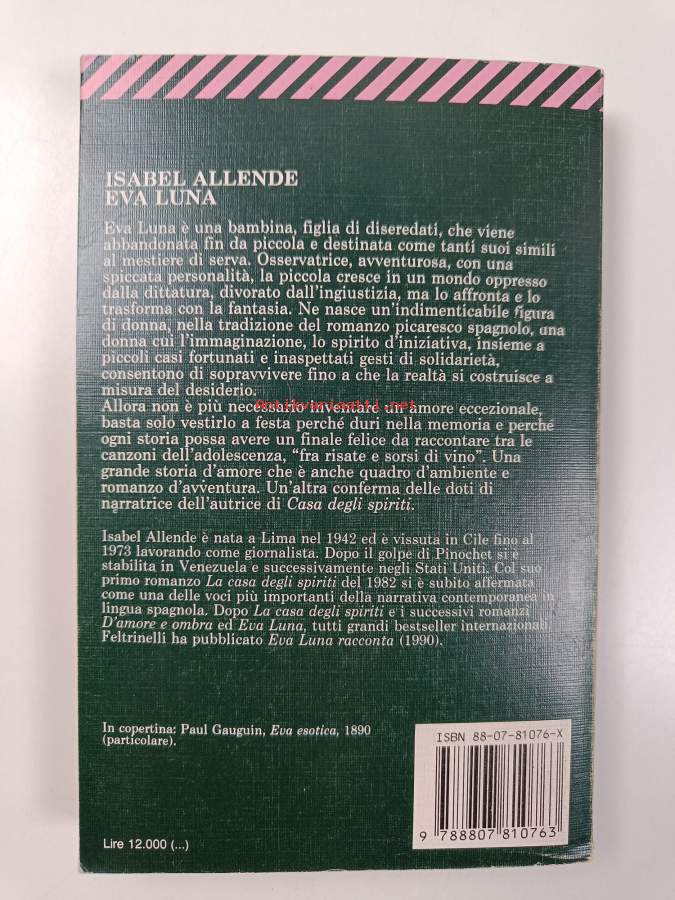 ISABEL ALLENDE
EVA LUNA
Eva Luna è una bambina, figlia di diseredati, che viene
abbandonata fin da piccola e destinata come tanti suoi simili
al mestiere di serva. Osservatrice, avventurosa, con una
spiccata personalità, la piccola cresce in un mondo oppresso
dalla dittatura, divorato dall'ingiustizia, ma lo affronta e lo
trasforma con la fantasia. Ne nasce un'indimenticabile figura
di donna, nella tradizione del romanzo picaresco spagnolo, una
donna cui l'immaginazione, lo spirito d'iniziativa, insieme a
piccoli casi fortunati e inaspettati gesti di solidarietà,
consentono di sopravvivere fino a che la realtà si costruisce a
misura del desiderio.
Antikvariaatti.net
Allora non è più necessario inventare un amore eccezionale,
basta solo vestirlo a festa perché duri nella memoria e perché
ogni storia possa avere un finale felice da raccontare tra le
canzoni dell'adolescenza, “fra risate e sorsi di vino”. Una
grande storia d'amore che è anche quadro d'ambiente e
romanzo d'avventura. Un'altra conferma delle doti di
narratrice dell'autrice di Casa degli spiriti.
Isabel Allende è nata a Lima nel 1942 ed è vissuta in Cile fino al
1973 lavorando come giornalista. Dopo il golpe di Pinochet si è
stabilita in Venezuela e successivamente negli Stati Uniti. Col suo
primo romanzo La casa degli spiriti del 1982 si è subito affermata
come una delle voci più importanti della narrativa contemporanea in
lingua spagnola. Dopo La casa degli spiriti e i successivi romanzi
D'amore e ombra ed Eva Luna, tutti grandi bestseller internazionali
Feltrinelli ha pubblicato Eva Luna racconta (1990).
In copertina: Paul Gauguin, Eva esotica, 1890
(particolare).
ISBN 88-07-81076-X
9 788807 810763
Lire 12.000 (...)